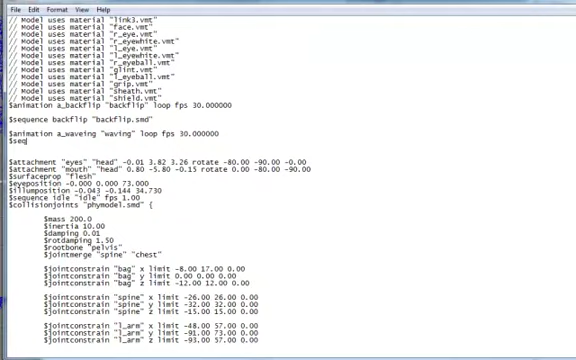 File Edit Format View Help
// Model uses material "link3.vmt"
// Model uses material "face.vmt"
// Model uses material "r_eye.vmt"
// Model uses material "r_eyewhite.vmt"
// Model uses material "l_eye.vmt"
// Model uses material "l_eyewhite.vmt"
// Model uses material "r_eyeball.vmt"
// Model uses material "glint.vmt"
// Model uses material "l_eyeball.vmt"
// Model uses material "grip.vmt"
// Model uses material "sheath.vmt"
// Model uses material "shield.vmt"
$animation a_backflip "backflip" loop fps 30.000000
$sequence backflip "backflip.smd"
$animation a_waveing "waving" loop fps 30.000000
$seq
$attachment "eyes" "head" -0.01 3.82 3.26 rotate -80.00 -90.00 -0.00
$attachment "mouth" "head" 0.80 -5.80 -0.15 rotate 0.00 -80.00 -90.00
$surfaceprop "flesh"
$eyeposition -0.000 0.000 73.000
$illumposition -0.043 -0.144 34.730
$sequence idle "idle" fps 1.00
$collisionjoints "phymodel.smd" {
$mass 200.0
$inertia 10.00
$damping 0.01
$rotdamping 1.50
$rootbone "pelvis"
$jointmerge "spine" "chest"
$jointconstrain "bag" x limit -8.00 17.00 0.00
$jointconstrain "bag" y limit 0.00 0.00 0.00
$jointconstrain "bag" z limit -12.00 12.00 0.00
$jointconstrain "spine" x limit -26.00 26.00 0.00
$jointconstrain "spine" y limit -32.00 32.00 0.00
$jointconstrain "spine" z limit -15.00 15.00 0.00
$jointconstrain "l_arm" x limit -48.00 57.00 0.00
$jointconstrain "l_arm" y limit -91.00 73.00 0.00
$jointconstrain "l_arm" z limit -93.00 57.00 0.00